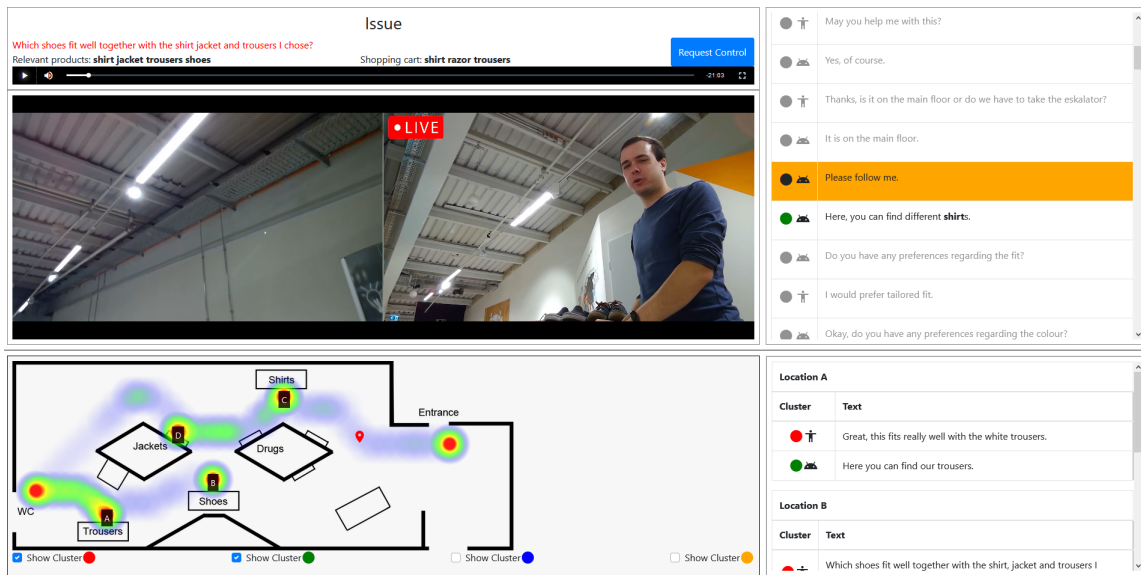 Issue
Which shoes fit well together with the shirt jacket and trousers I chose?
Relevant products: shirt jacket trousers shoes
Shopping cart: shirt razor trousers
Request Control
-21:03
LIVE
May you help me with this?
Yes, of course.
Thanks, is it on the main floor or do we have to take the eskalator?
It is on the main floor.
Please follow me.
Here, you can find different shirts.
Do you have any preferences regarding the fit?
I would prefer tailored fit.
Okay, do you have any preferences regarding the colour?
Shirts
C
Entrance
D
Jackets
Drugs
B
Shoes
WC
A
Trousers
Show Cluster
Show Cluster
Show Cluster
Show Cluster
Location A
Cluster Text
Great, this fits really well with the white trousers.
Here you can find our trousers.
Location B
Cluster Text
Which shoes fit well together with the shirt, jacket and trousers I